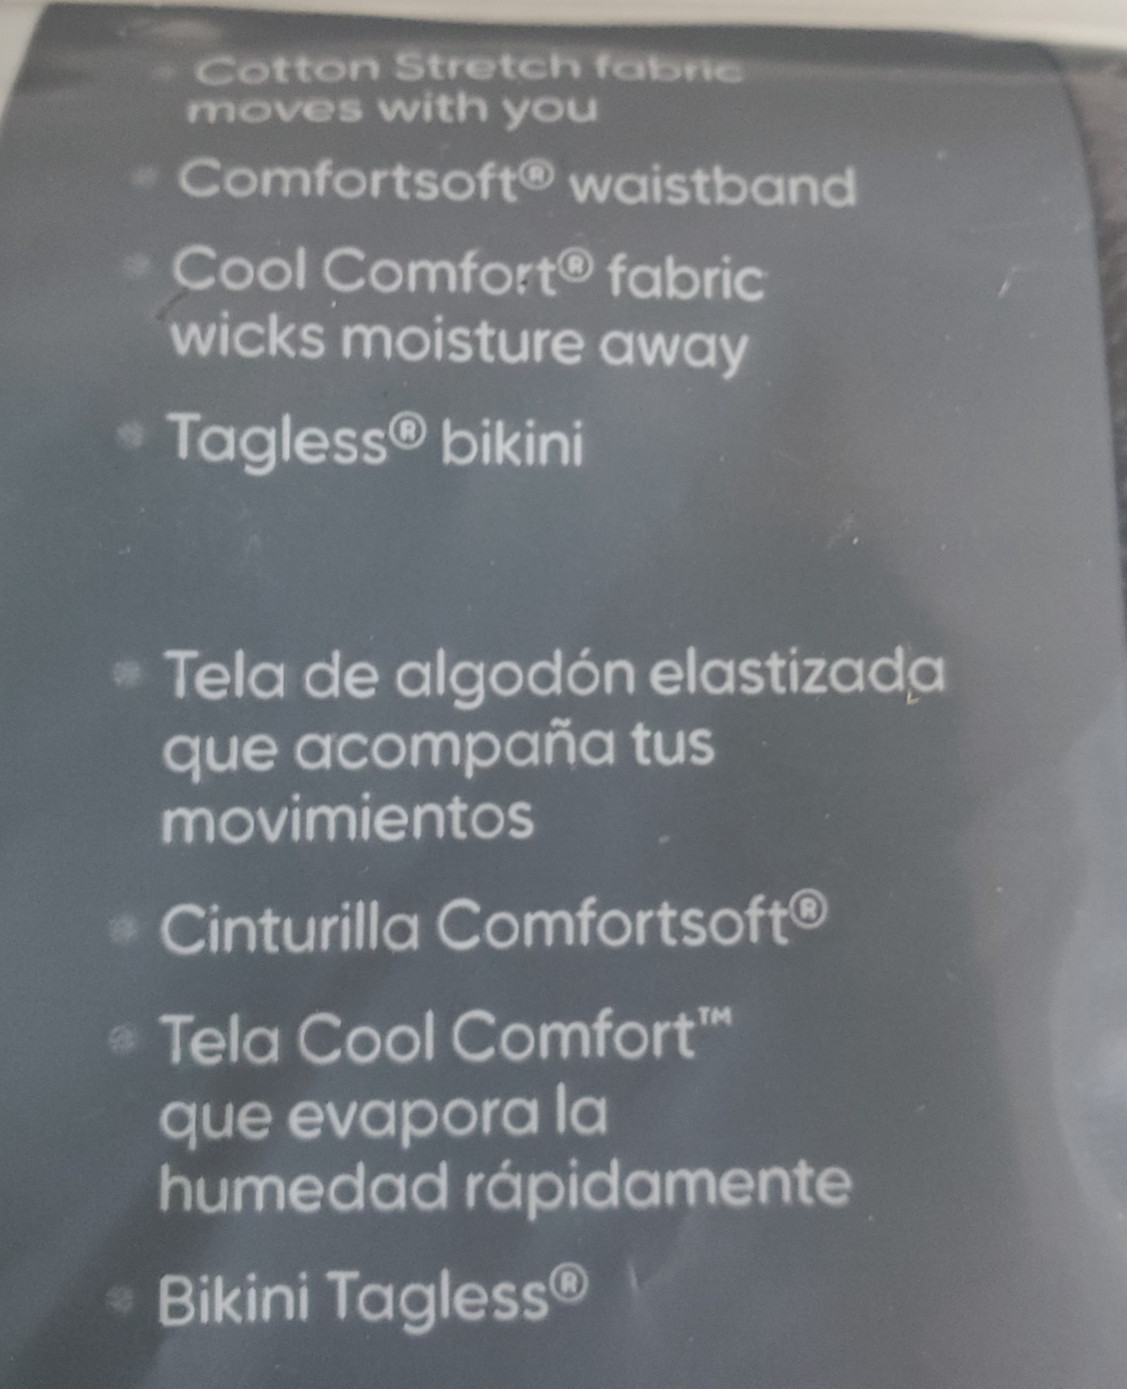 Cotton Stretch fabric
moves with you
Comfortsoft® waistband
Cool Comfort® fabric
wicks moisture away
Tagless® bikini
Tela de algodón elastizada
que acompaña tus
movimientos
Cinturilla Comfortsoft®
Tela Cool Comfort™
que evapora la
humedad rápidamente
Bikini Tagless®